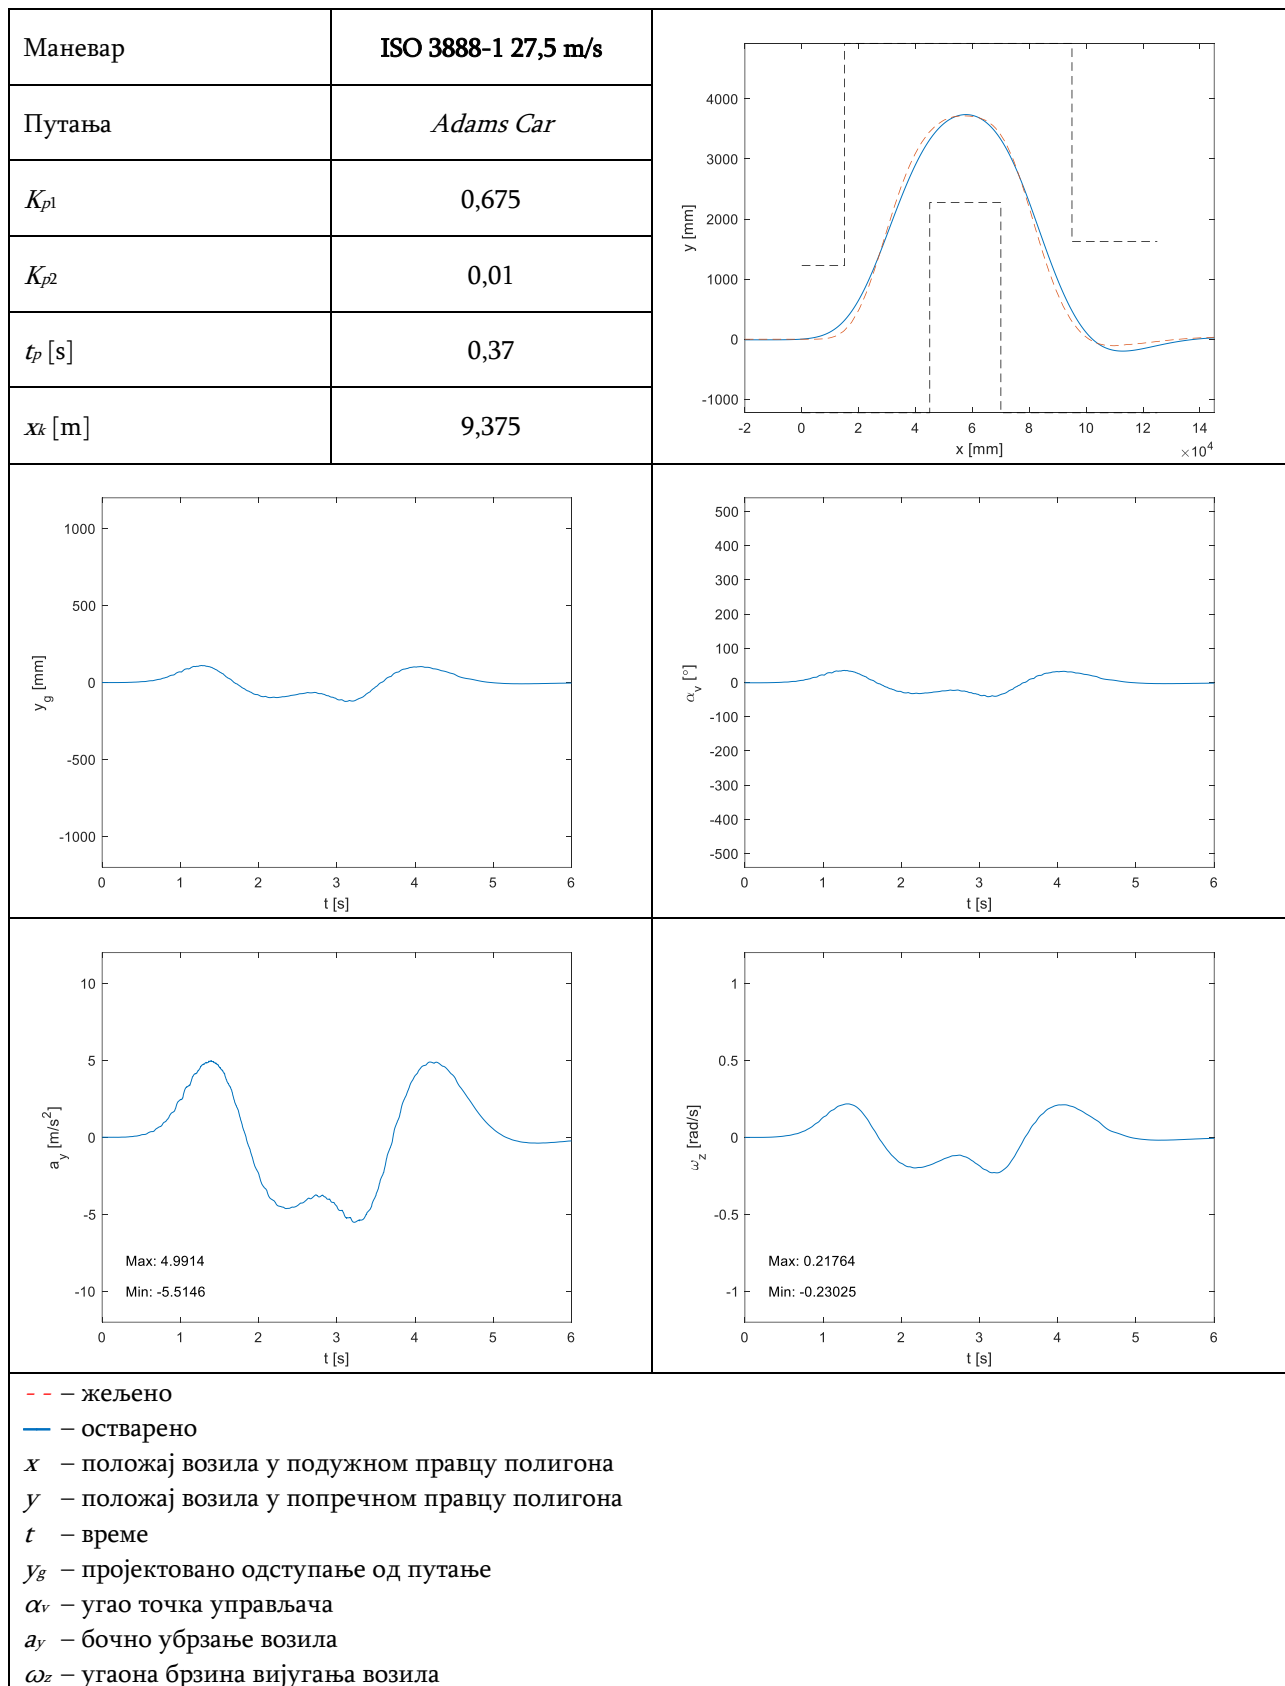 Маневар
ISO 3888-1 27,5 m/s
Путања
Adams Car
Kp1
0,675
Kp2
0,01
tp [s]
0,37
xk [m]
9,375
4000
3000
2000
1000
0
-1000
y [mm]
-2
0
2
4
6
8
10
12
14
x [mm]
×10^4
1000
500
0
-500
-1000
y_g [mm]
0
1
2
3
4
5
6
t [s]
500
400
300
200
100
0
-100
-200
-300
-400
-500
α_v [°]
0
1
2
3
4
5
6
t [s]
10
5
0
-5
-10
a_y [m/s^2]
Max: 4.9914
Min: -5.5146
0
1
2
3
4
5
6
t [s]
1
0.5
0
-0.5
-1
ω_z [rad/s]
Max: 0.21764
Min: -0.23025
0
1
2
3
4
5
6
t [s]
– жељено
– остварено
x – положај возила у подужном правцу полигона
y – положај возила у попречном правцу полигона
t – време
yg – пројектовано одступање од путање
αv – угао точка управљача
ay – бочно убрзање возила
ωz – угаона брзина вијугања возила